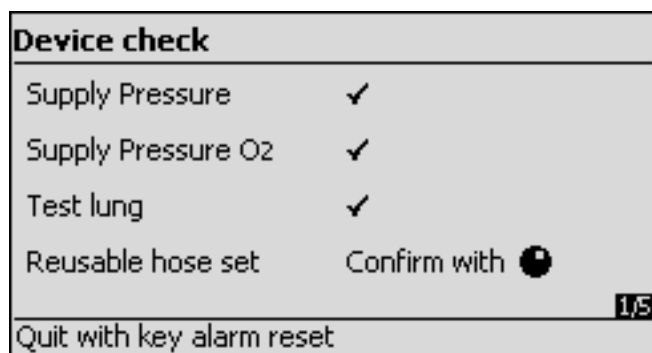 Device check
Supply Pressure ✓
Supply Pressure O2 ✓
Test lung ✓
Reusable hose set Confirm with
1/5
Quit with key alarm reset